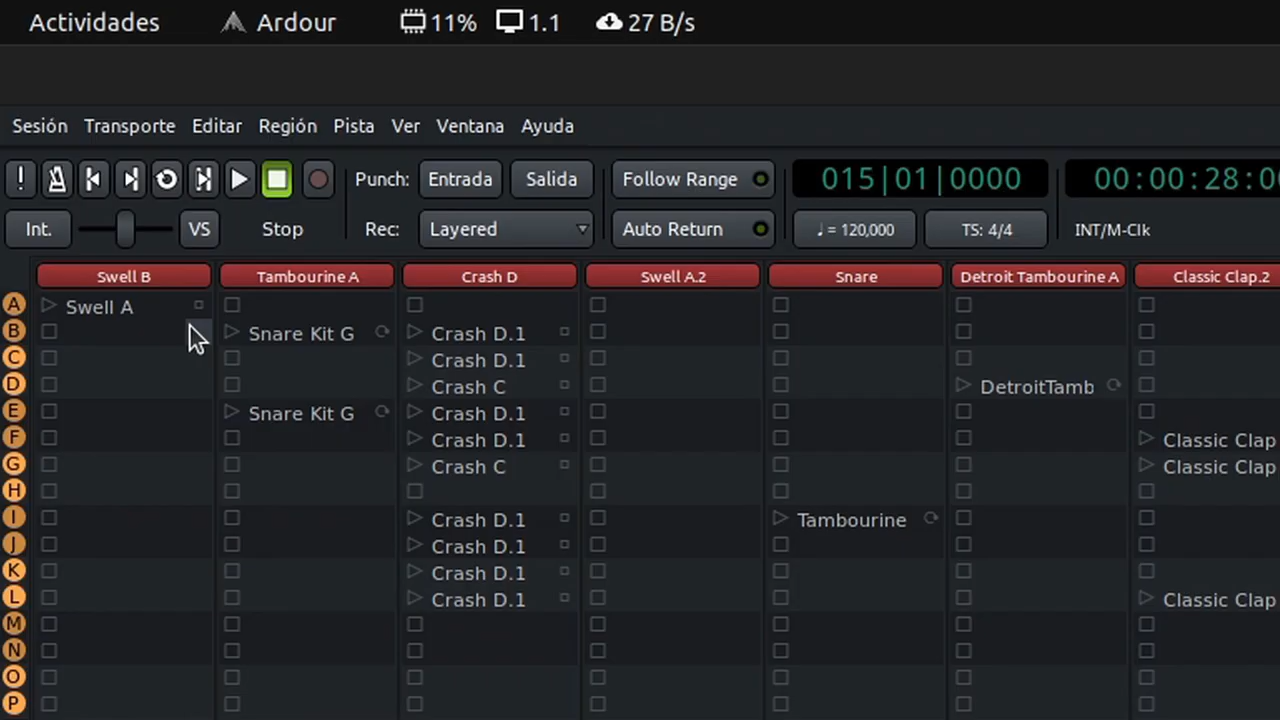 Actividades Ardour 11% 1.1 27 B/s
Sesión Transporte Editar Región Pista Ver Ventana Ayuda
Punch: Entrada Salida Follow Range 015|01|0000 00:00:28:0
Int. VS Stop Rec: Layered Auto Return ♩ = 120,000 TS: 4/4 INT/M-Clk
Swell B Tambourine A Crash D Swell A.2 Snare Detroit Tambourine A Classic Clap.2
A Swell A
B Snare Kit G Crash D.1
C Crash D.1
D Crash C DetroitTamb
E Snare Kit G Crash D.1
F Crash D.1 Classic Clap
G Crash C Classic Clap
H
I Crash D.1 Tambourine
J Crash D.1
K Crash D.1
L Crash D.1 Classic Clap
M
N
O
P